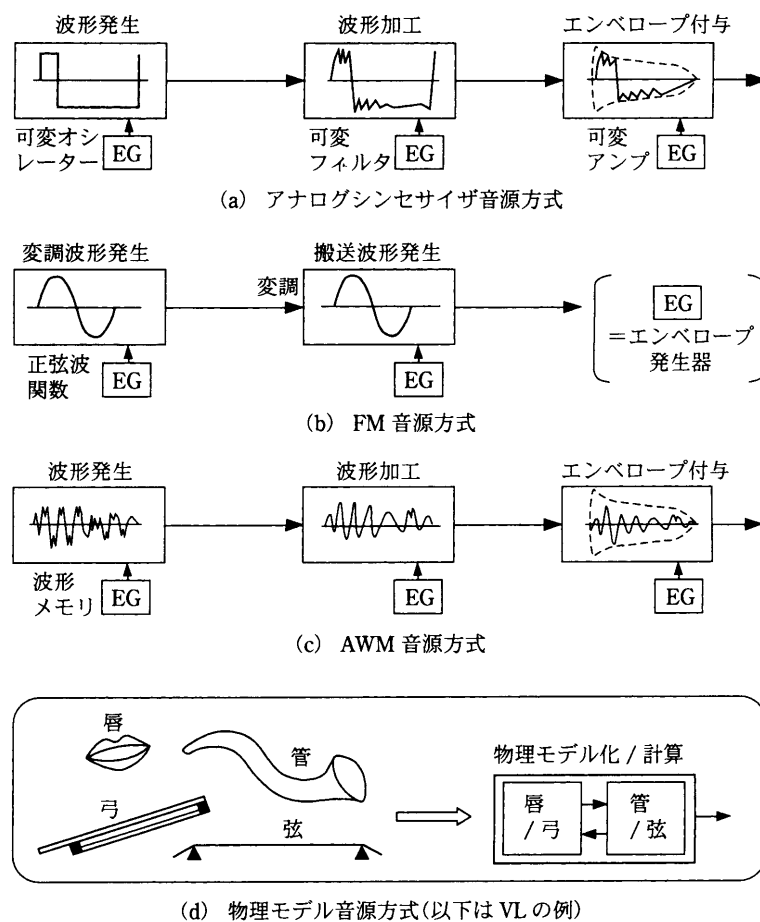 波形発生
波形加工
エンベロープ付与
可変オシ
レーター
EG
可変
フィルタ
EG
可変
アンプ
EG
(a) アナログシンセサイザ音源方式
変調波形発生
搬送波形発生
変調
正弦波
関数
EG
EG
EG
=エンベロープ
発生器
(b) FM 音源方式
波形発生
波形加工
エンベロープ付与
波形
メモリ
EG
EG
EG
(c) AWM 音源方式
唇
管
弓
弦
物理モデル化 / 計算
唇
/ 弓
管
/ 弦
(d) 物理モデル音源方式(以下は VL の例)